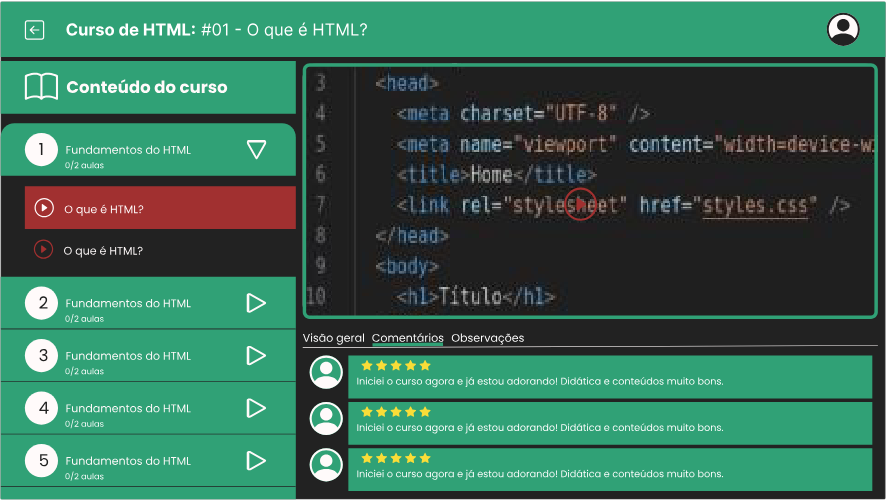 Curso de HTML: #01 - O que é HTML?
Conteúdo do curso
1 Fundamentos do HTML
0/2 aulas
O que é HTML?
O que é HTML?
2 Fundamentos do HTML
0/2 aulas
3 Fundamentos do HTML
0/2 aulas
4 Fundamentos do HTML
0/2 aulas
5 Fundamentos do HTML
0/2 aulas
3 <head>
4 <meta charset="UTF-8" />
5 <meta name="viewport" content="width=device-w
6 <title>Home</title>
7 <link rel="stylesheet" href="styles.css" />
8 </head>
9 <body>
10 <h1>Título</h1>
Visão geral Comentários Observações
Iniciei o curso agora e já estou adorando! Didática e conteúdos muito bons.
Iniciei o curso agora e já estou adorando! Didática e conteúdos muito bons.
Iniciei o curso agora e já estou adorando! Didática e conteúdos muito bons.